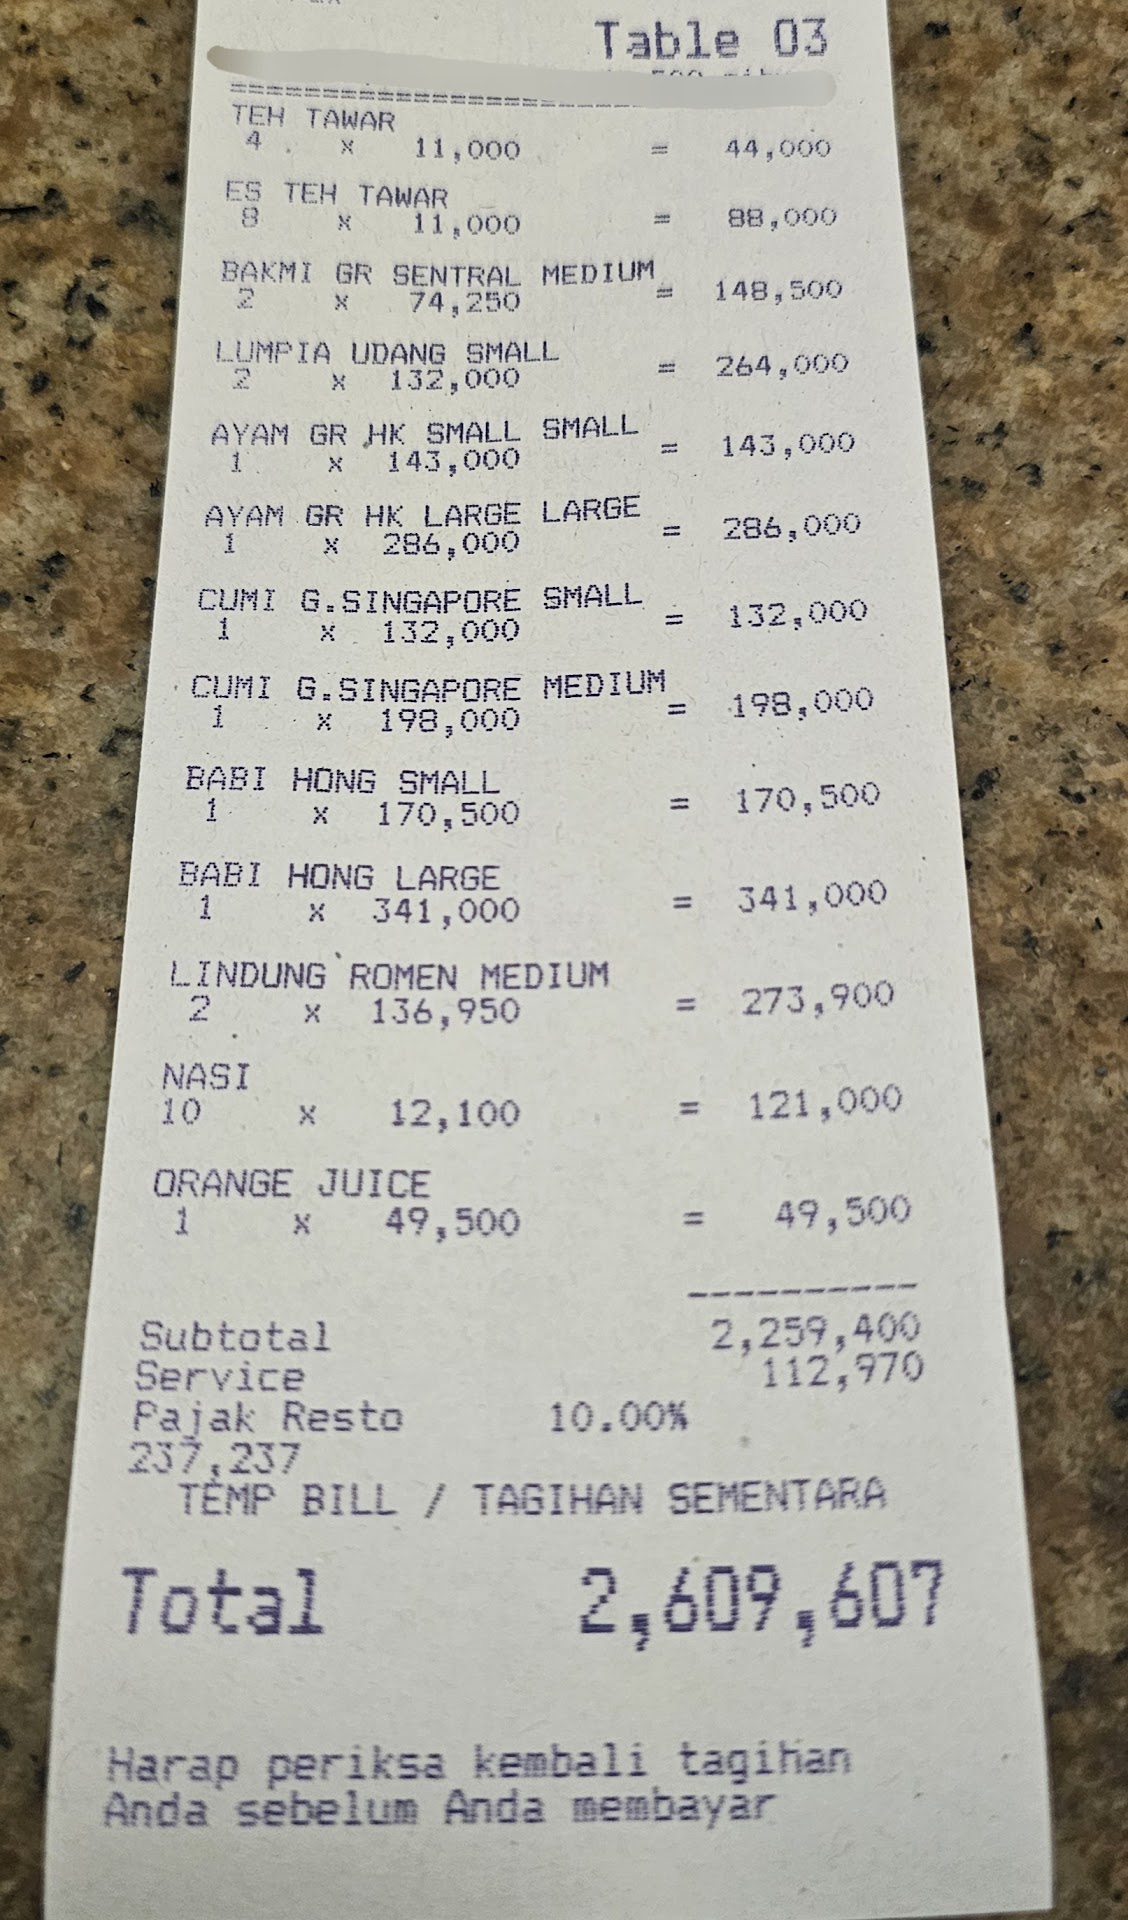 Table 03
=======================
TEH TAWAR
4 x 11,000 = 44,000
ES TEH TAWAR
8 x 11,000 = 88,000
BAKMI GR SENTRAL MEDIUM
2 x 74,250 = 148,500
LUMPIA UDANG SMALL
2 x 132,000 = 264,000
AYAM GR HK SMALL SMALL
1 x 143,000 = 143,000
AYAM GR HK LARGE LARGE
1 x 286,000 = 286,000
CUMI G.SINGAPORE SMALL
1 x 132,000 = 132,000
CUMI G.SINGAPORE MEDIUM
1 x 198,000 = 198,000
BABI HONG SMALL
1 x 170,500 = 170,500
BABI HONG LARGE
1 x 341,000 = 341,000
LINDUNG ROMEN MEDIUM
2 x 136,950 = 273,900
NASI
10 x 12,100 = 121,000
ORANGE JUICE
1 x 49,500 = 49,500
----------
Subtotal 2,259,400
Service 112,970
Pajak Resto 10.00%
237,237
TEMP BILL / TAGIHAN SEMENTARA
Total 2,609,607
Harap periksa kembali tagihan
Anda sebelum Anda membayar